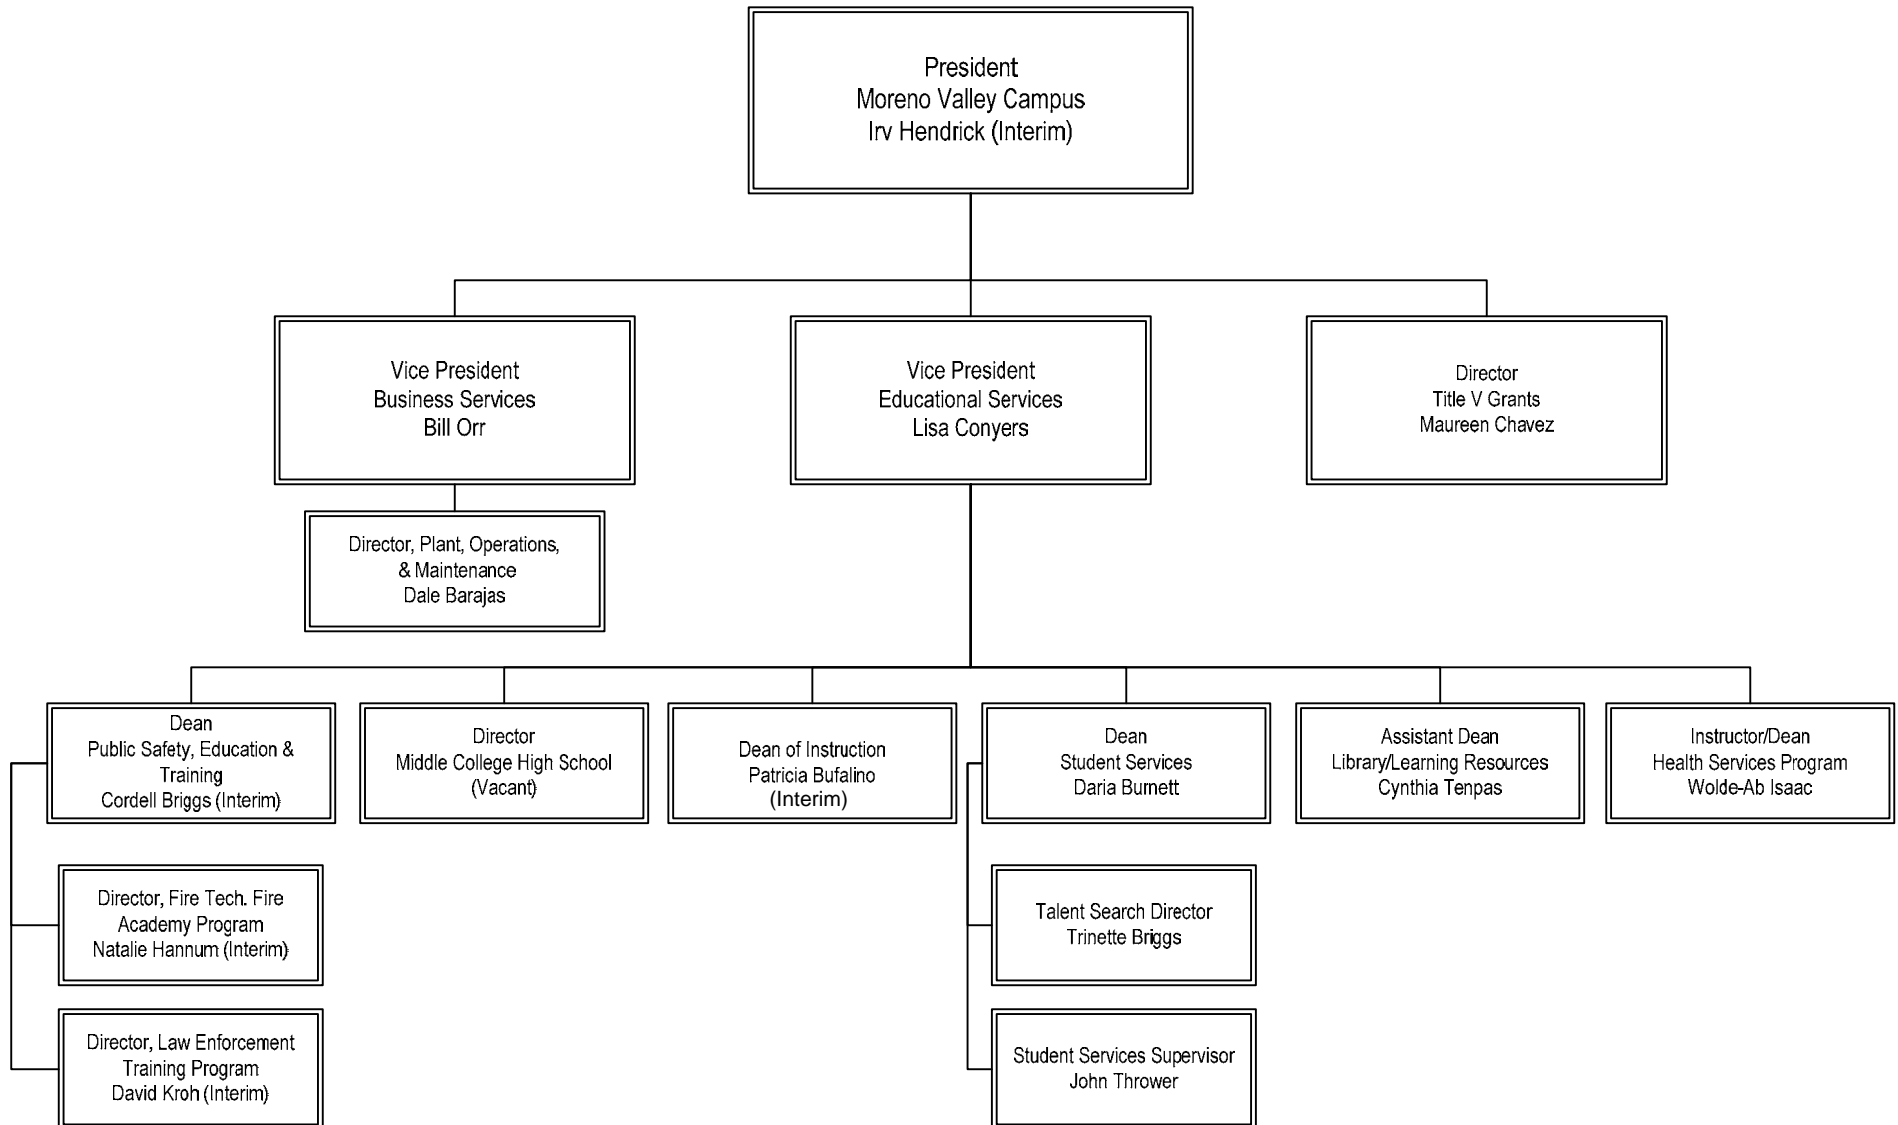 President
Moreno Valley Campus
Irv Hendrick (Interim)
Vice President
Business Services
Bill Orr
Vice President
Educational Services
Lisa Conyers
Director
Title V Grants
Maureen Chavez
Director, Plant, Operations,
& Maintenance
Dale Barajas
Dean
Public Safety, Education &
Training
Cordell Briggs (Interim)
Director
Middle College High School
(Vacant)
Dean of Instruction
Patricia Bufalino
(Interim)
Dean
Student Services
Daria Burnett
Assistant Dean
Library/Learning Resources
Cynthia Tenpas
Instructor/Dean
Health Services Program
Wolde-Ab Isaac
Director, Fire Tech. Fire
Academy Program
Natalie Hannum (Interim)
Talent Search Director
Trinette Briggs
Director, Law Enforcement
Training Program
David Kroh (Interim)
Student Services Supervisor
John Thrower